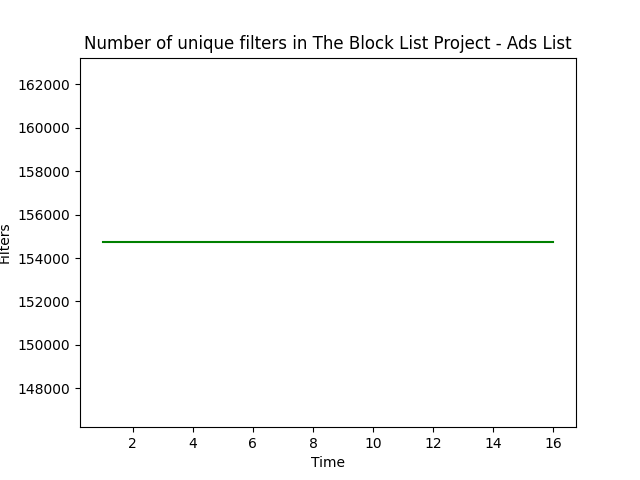 Number of unique filters in The Block List Project - Ads List
162000
160000
158000
156000
154000
152000
150000
148000
Filters
2 4 6 8 10 12 14 16
Time